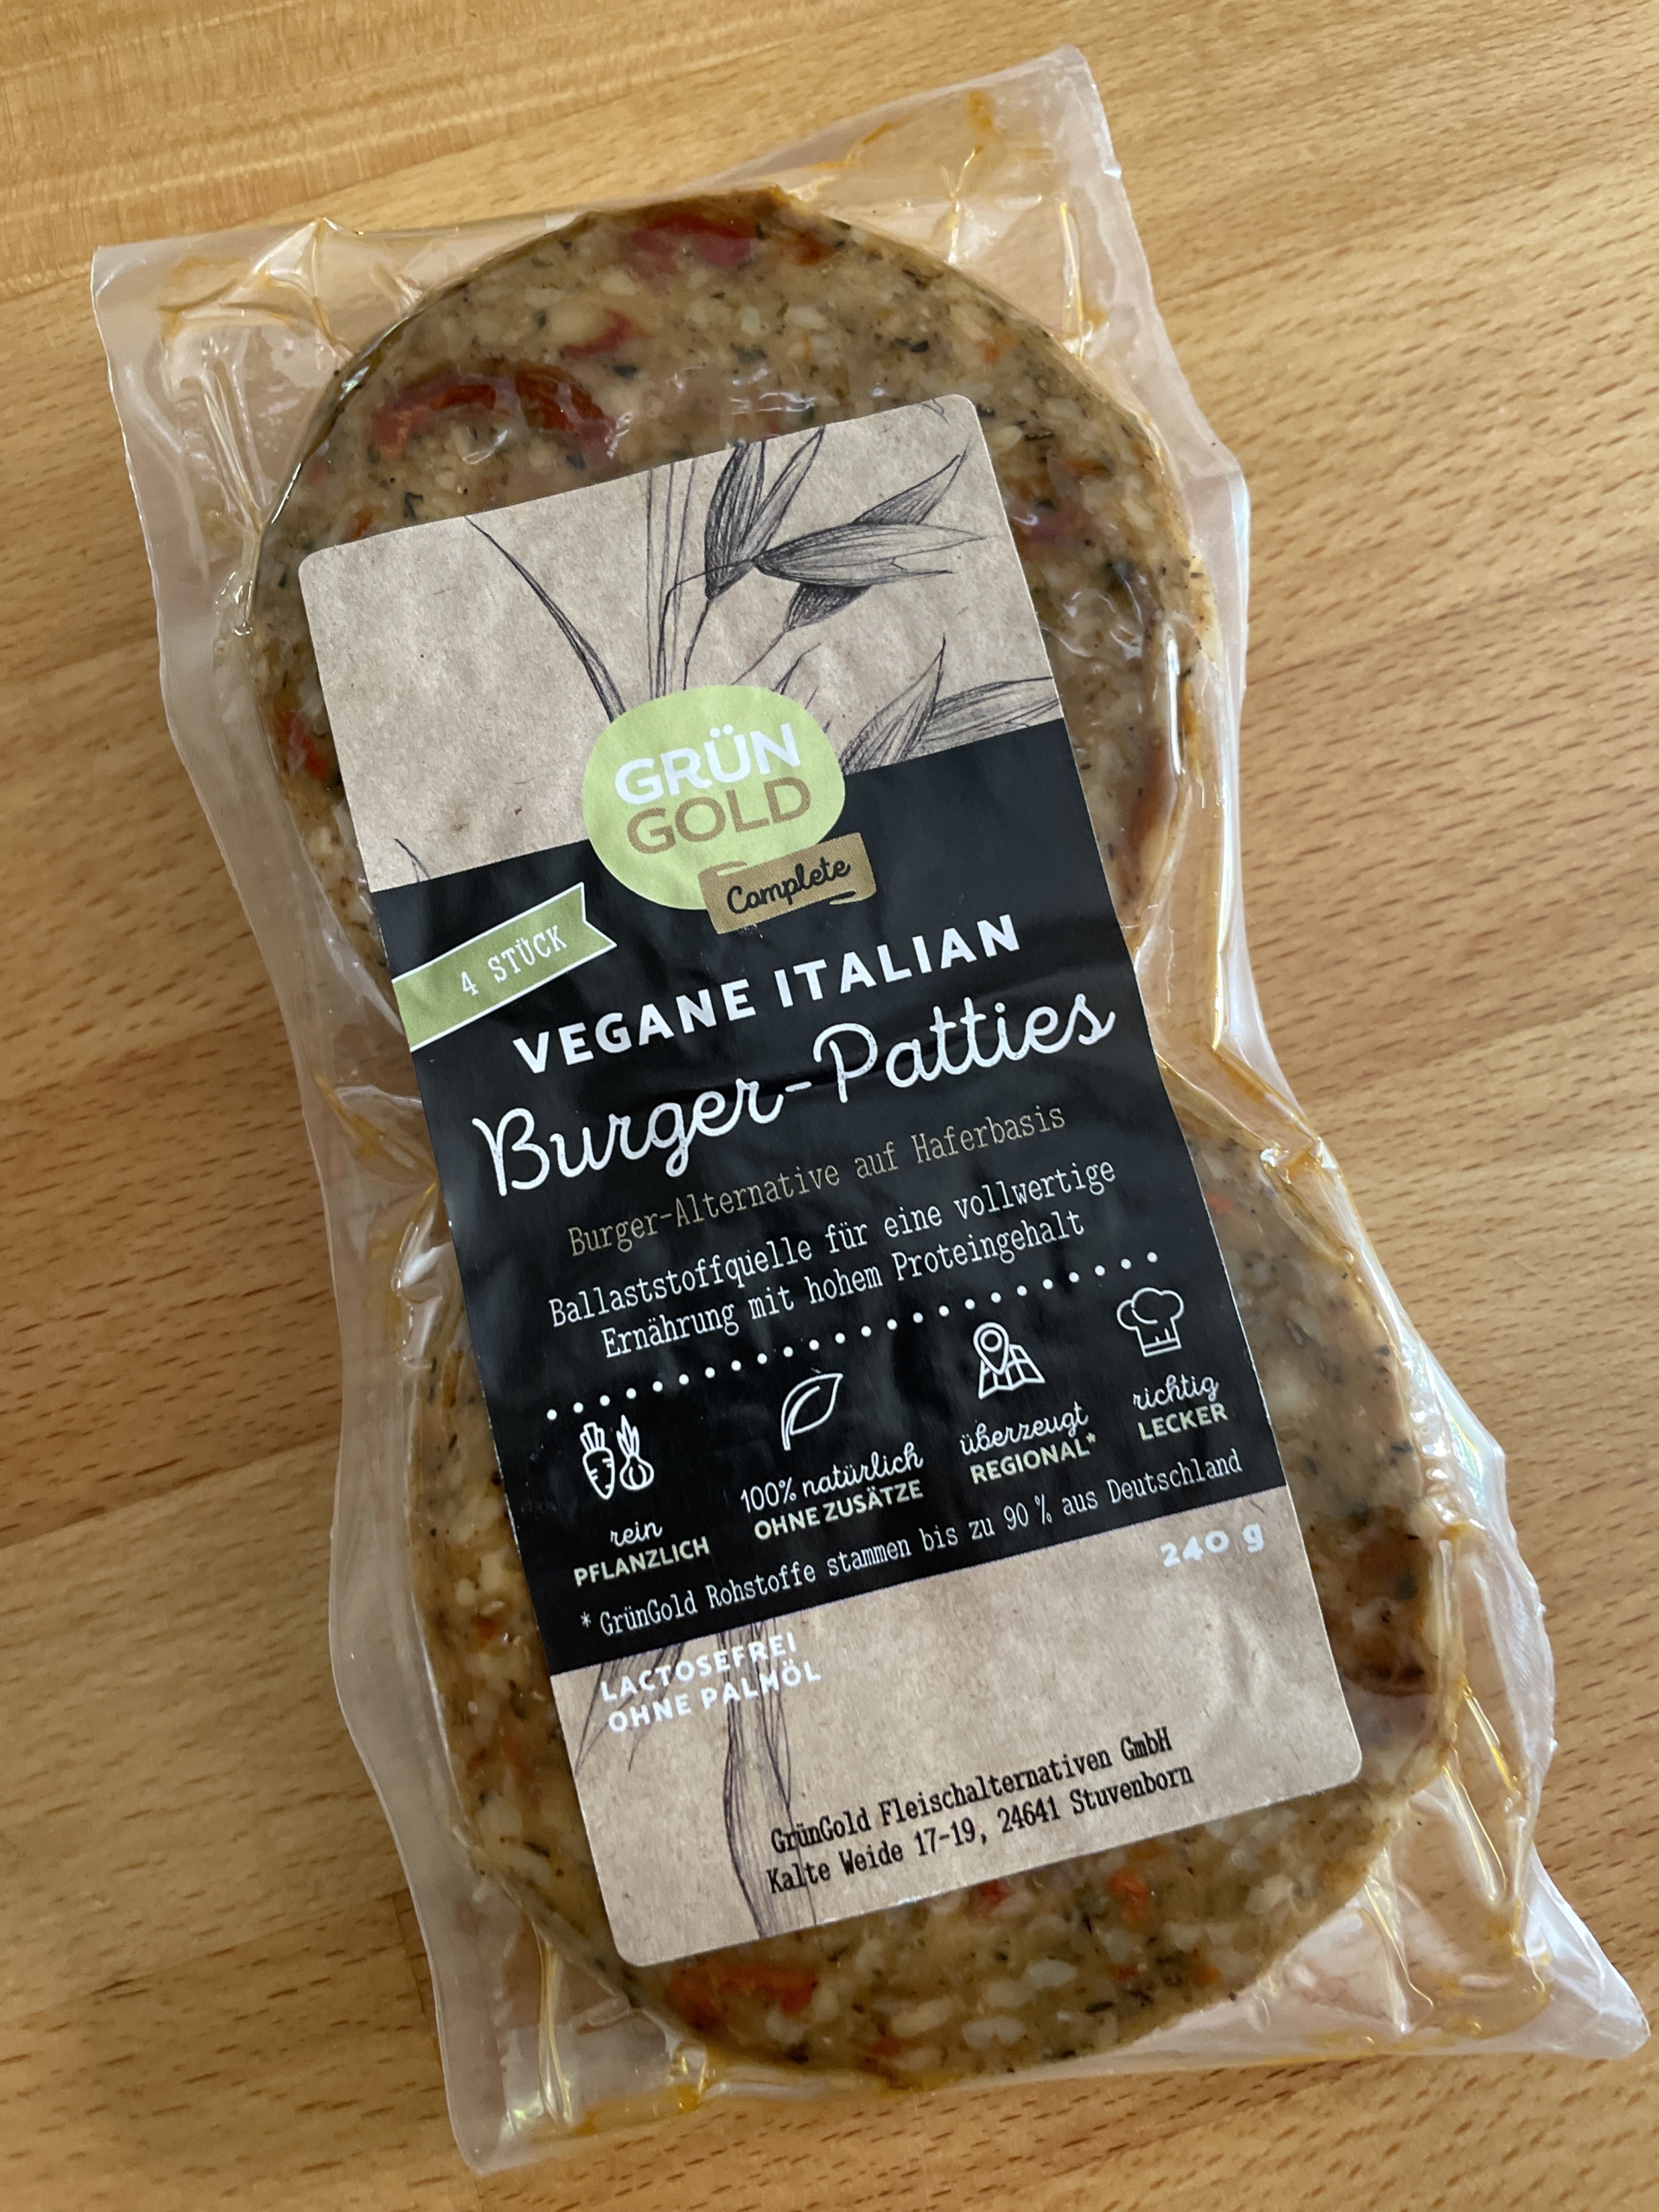 GRÜN
GOLD
Complete
4 STÜCK
VEGANE ITALIAN
Burger-Patties
Burger-Alternative auf Haferbasis
Ballaststoffquelle für eine vollwertige
Ernährung mit hohem Proteingehalt
rein
PFLANZLICH
100% natürlich
OHNE ZUSÄTZE
überzeugt
REGIONAL*
richtig
LECKER
* GrünGold Rohstoffe stammen bis zu 90 % aus Deutschland
240 g
LACTOSEFREI
OHNE PALMÖL
GrünGold Fleischalternativen GmbH
Kalte Weide 17-19, 24641 Stuvenborn